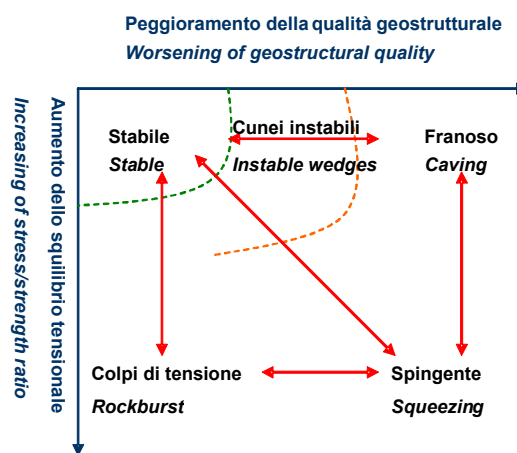 Peggioramento della qualità geostrutturale
Worsening of geostructural quality
Aumento dello squilibrio tensionale
Increasing of stress/strength ratio
Stabile
Stable
Cunei instabili
Instable wedges
Franoso
Caving
Colpi di tensione
Rockburst
Spingente
Squeezing